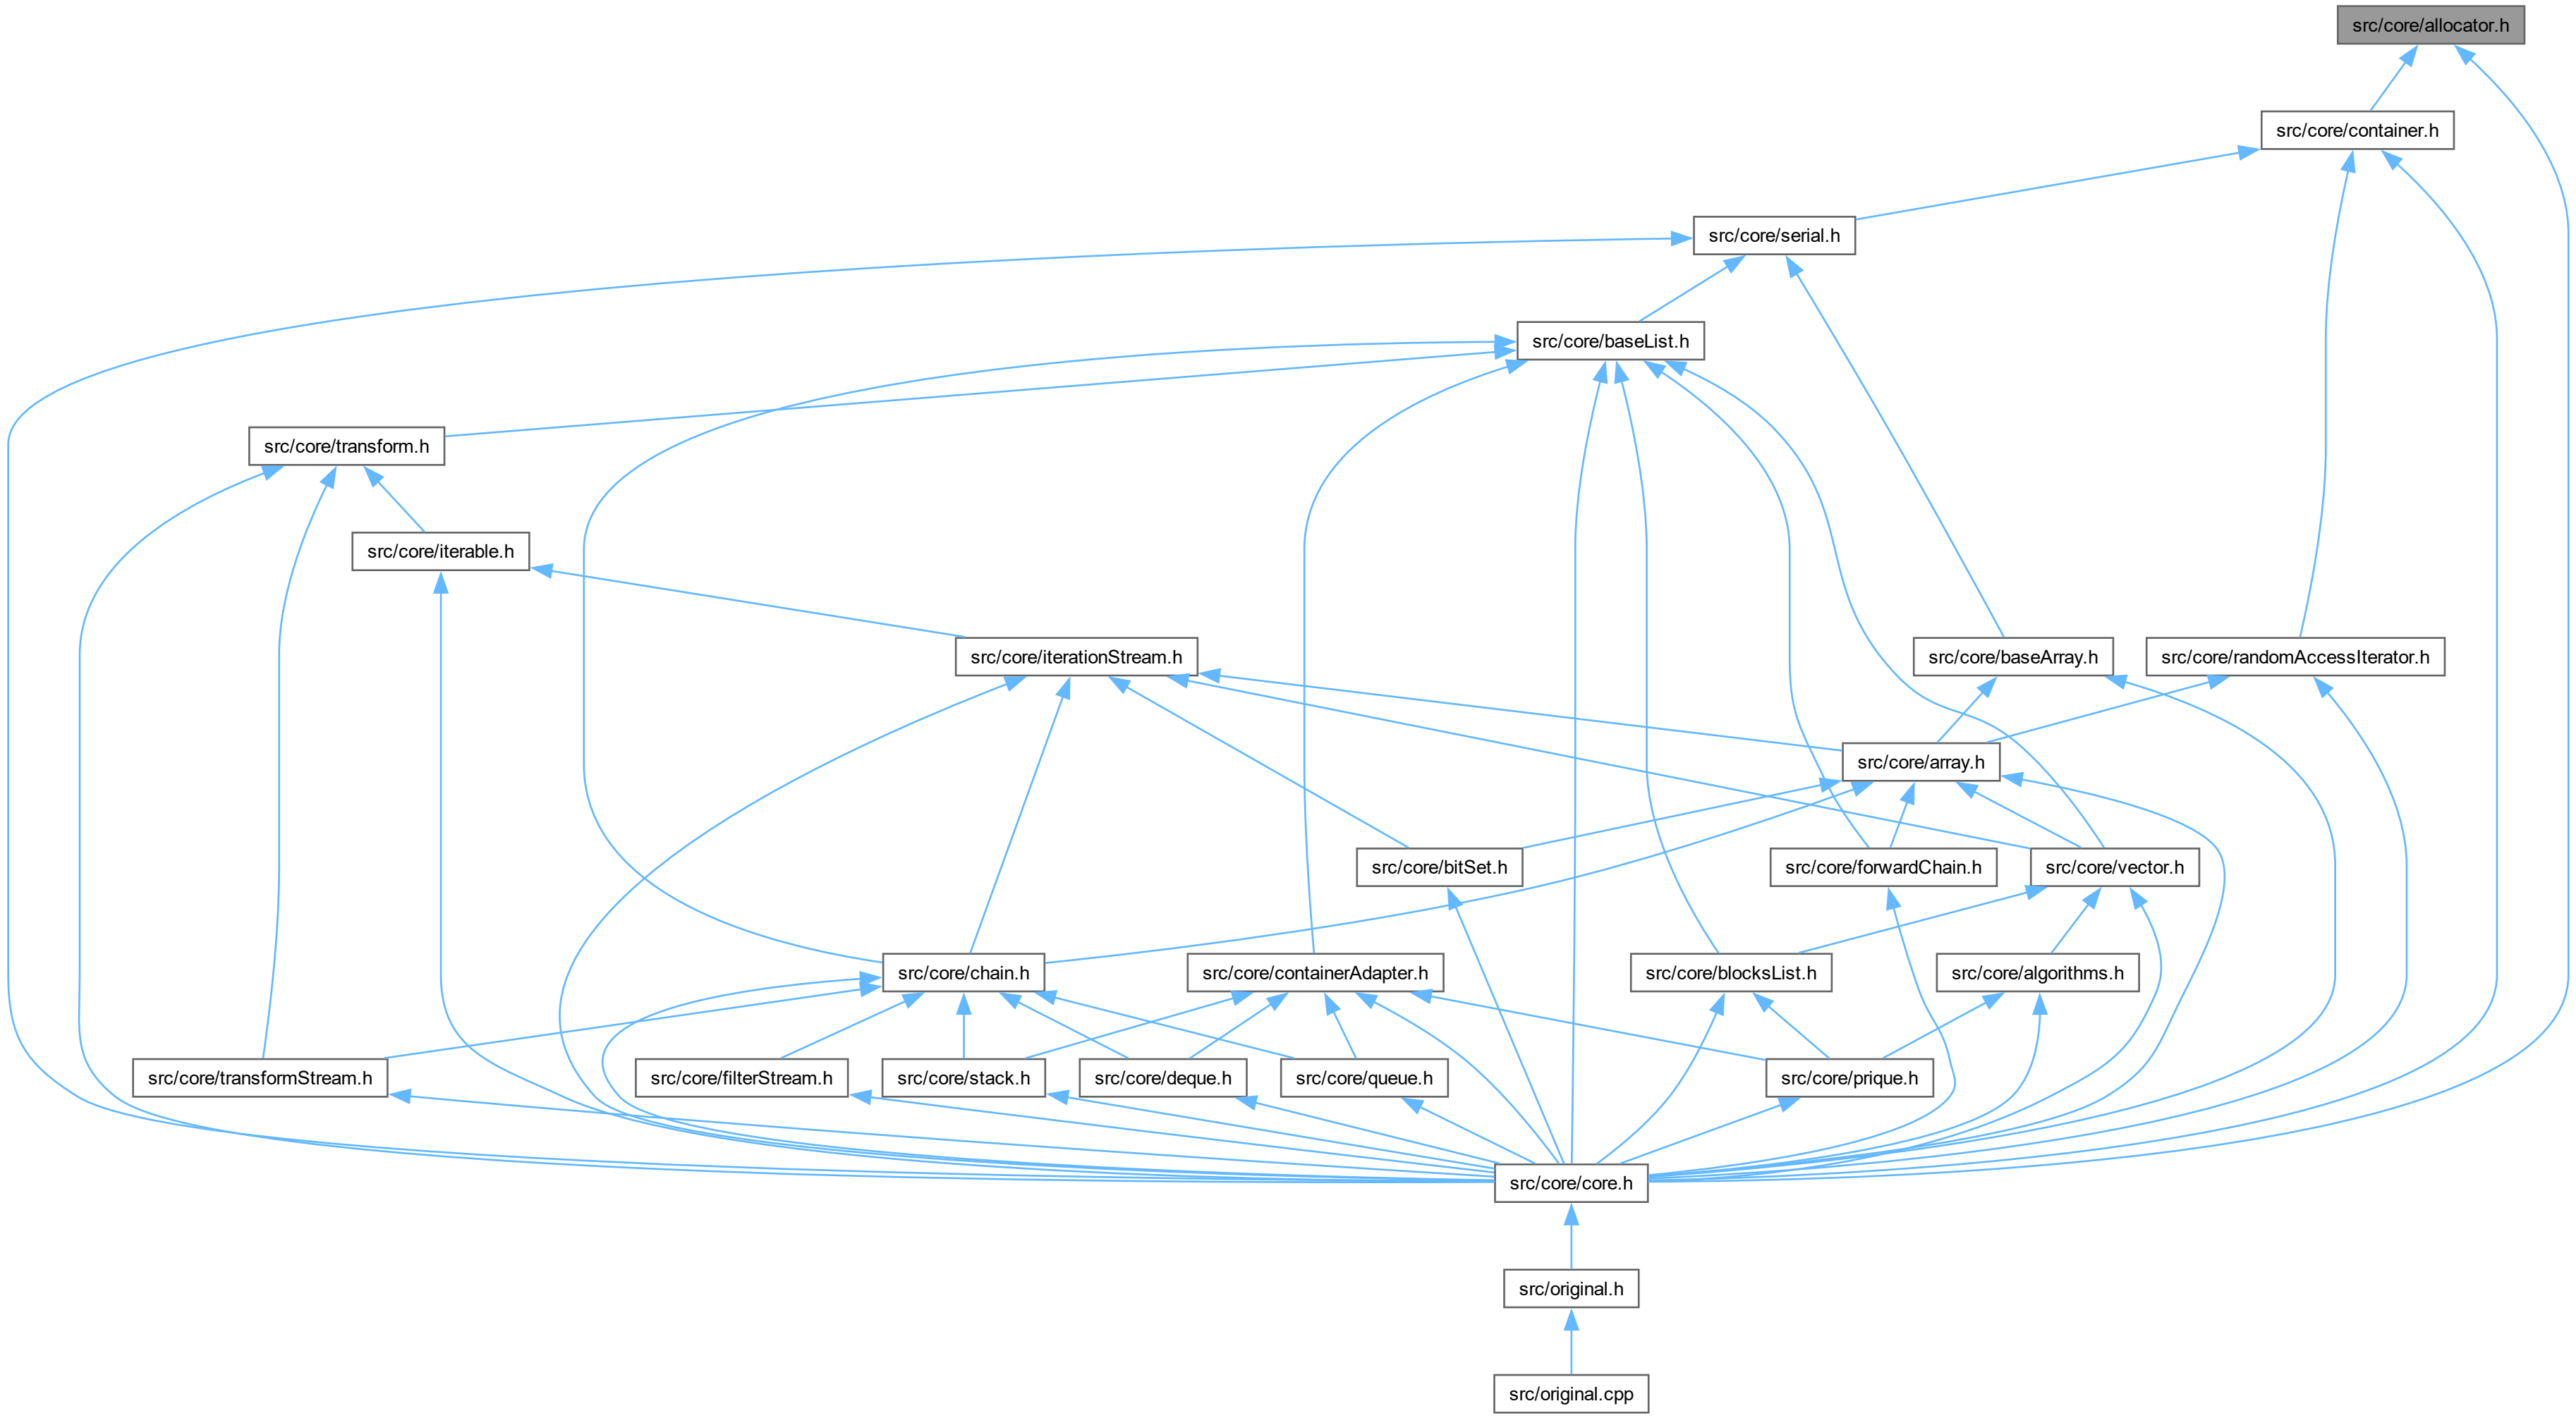 src/core/allocator.h
src/core/container.h
src/core/serial.h
src/core/baseList.h
src/core/transform.h
src/core/iterable.h
src/core/iterationStream.h
src/core/baseArray.h
src/core/randomAccessIterator.h
src/core/array.h
src/core/bitSet.h
src/core/forwardChain.h
src/core/vector.h
src/core/chain.h
src/core/containerAdapter.h
src/core/blocksList.h
src/core/algorithms.h
src/core/transformStream.h
src/core/filterStream.h
src/core/stack.h
src/core/deque.h
src/core/queue.h
src/core/prique.h
src/core/core.h
src/original.h
src/original.cpp